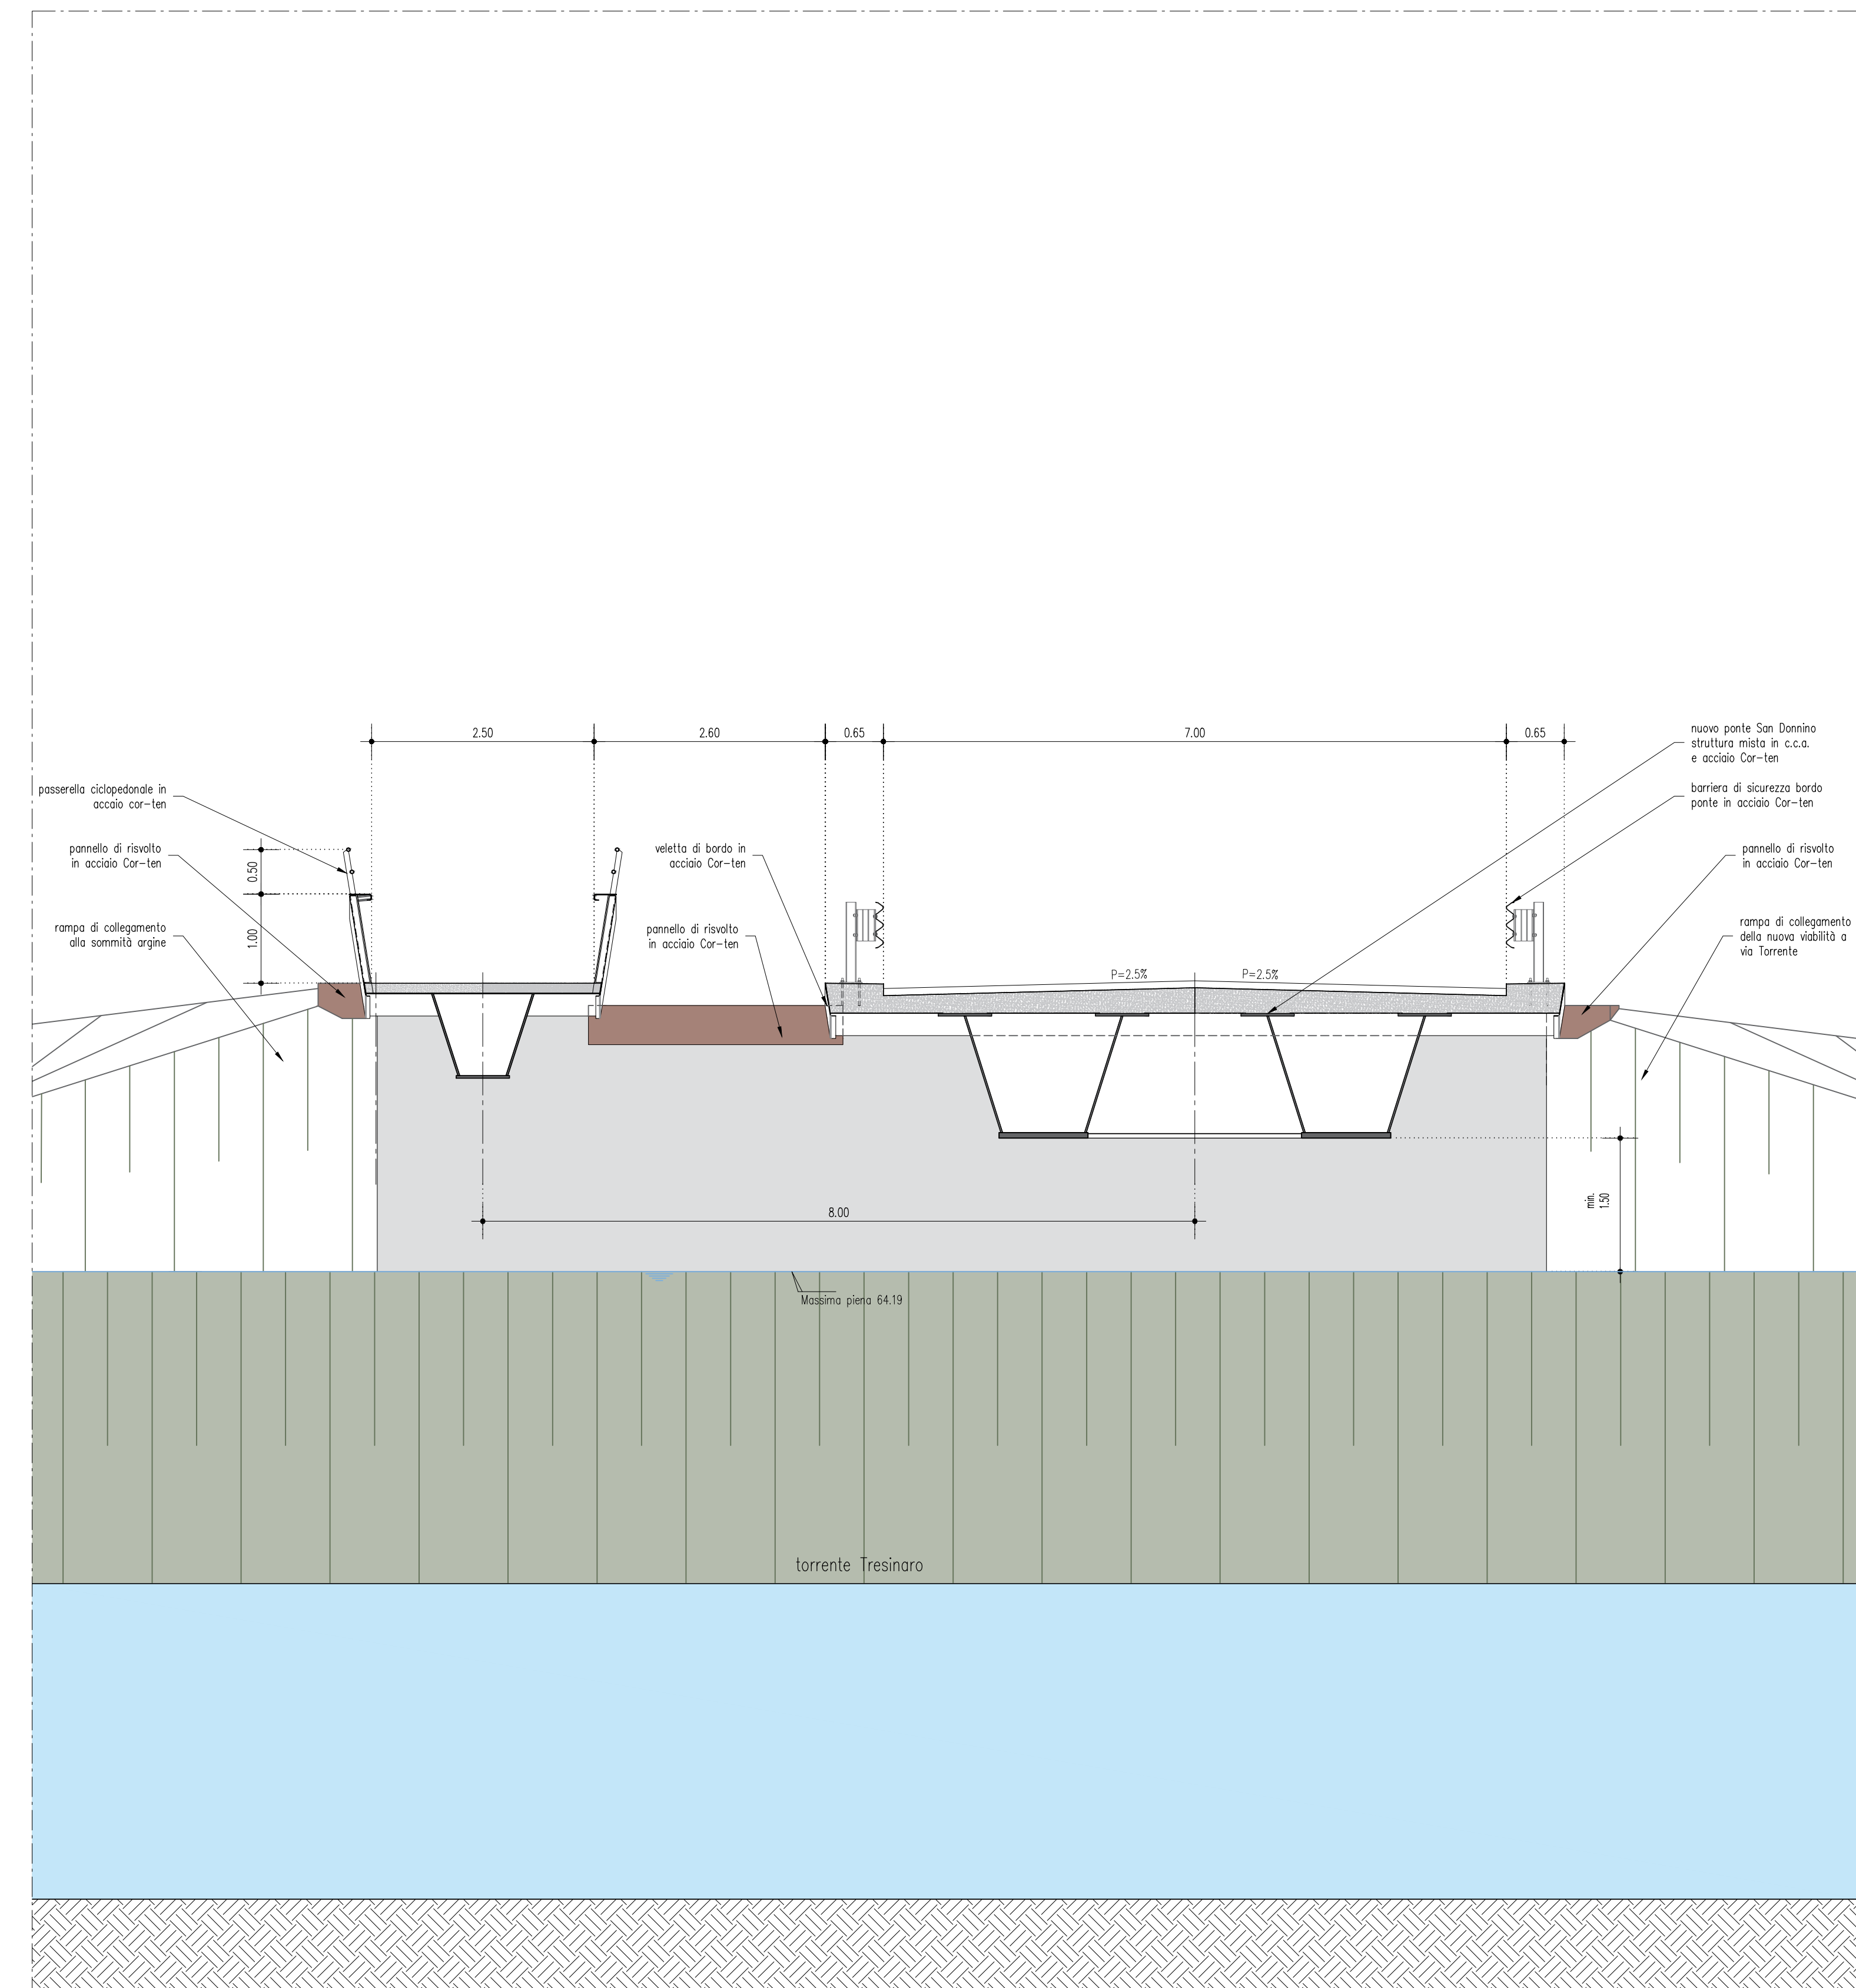 2.50
2.60
0.65
7.00
0.65
nuovo ponte San Donnino
struttura mista in c.c.a.
e acciaio Cor-ten
passerella ciclopedonale in
accaio cor-ten
barriera di sicurezza bordo
ponte in acciaio Cor-ten
pannello di risvolto
in acciaio Cor-ten
0.50
veletta di bordo in
acciaio Cor-ten
pannello di risvolto
in acciaio Cor-ten
rampa di collegamento
alla sommità argine
1.00
pannello di risvolto
in acciaio Cor-ten
rampa di collegamento
della nuova viabilità a
via Torrente
P=2.5%
P=2.5%
min.
1.50
8.00
Massima piena 64.19
torrente Tresinaro